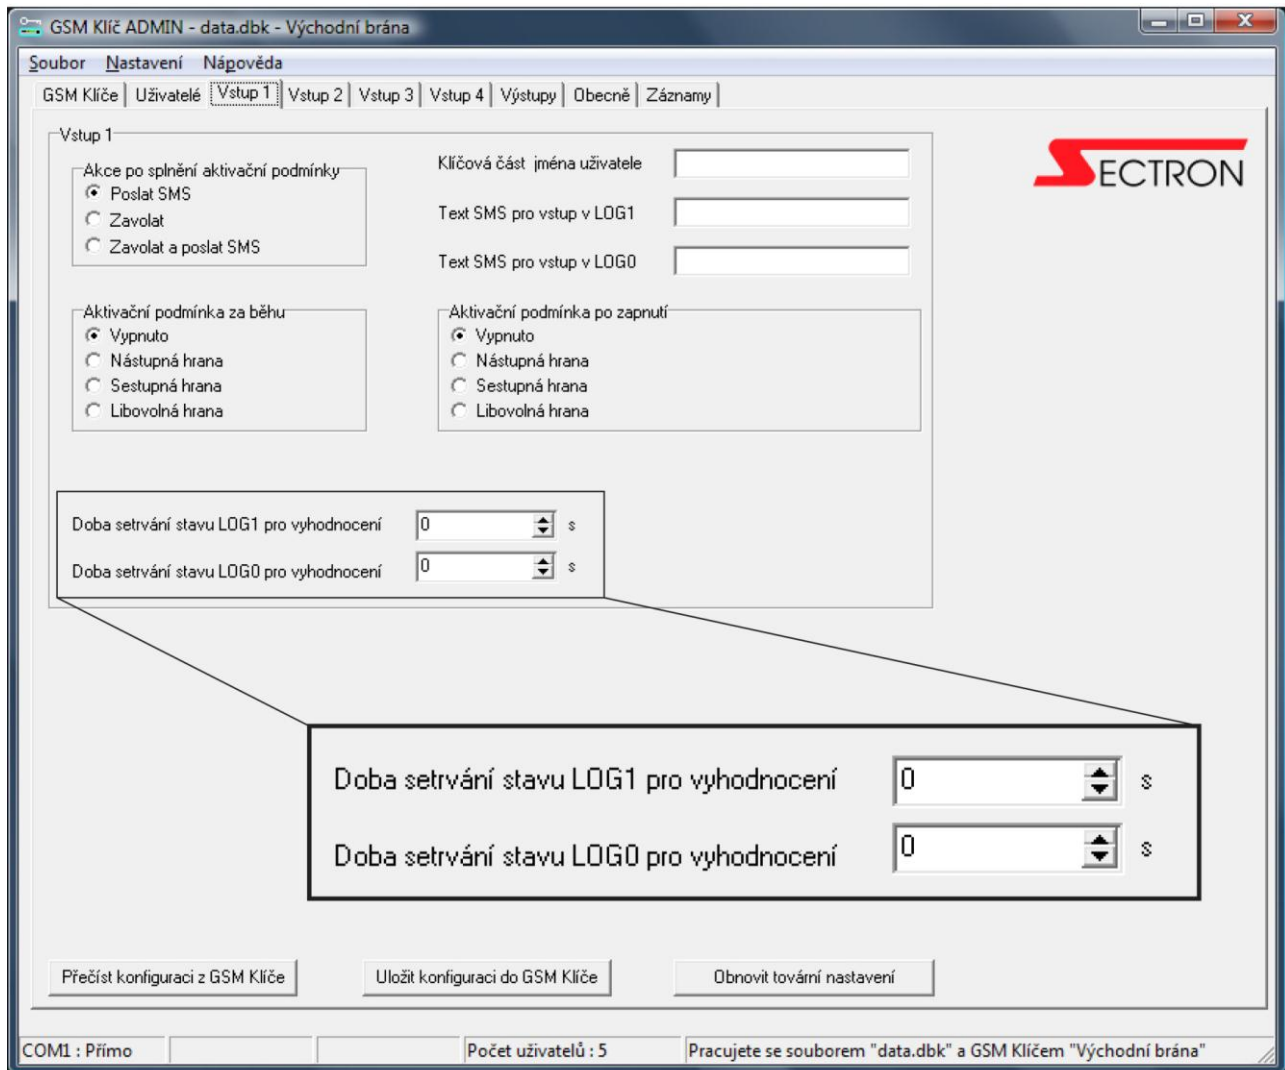 GSM Klíč ADMIN - data.dbk - Východní brána
Soubor Nastavení Nápověda
GSM Klíče Uživatelé Vstup 1 Vstup 2 Vstup 3 Vstup 4 Výstupy Obecně Záznamy
Vstup 1
Akce po splnění aktivační podmínky
Poslat SMS
Zavolat
Zavolat a poslat SMS
Klíčová část jména uživatele
Text SMS pro vstup v LOG1
Text SMS pro vstup v LOG0
SECTRON
Aktivační podmínka za běhu
Vypnuto
Nástupná hrana
Sestupná hrana
Libovolná hrana
Aktivační podmínka po zapnutí
Vypnuto
Nástupná hrana
Sestupná hrana
Libovolná hrana
Doba setrvání stavu LOG1 pro vyhodnocení 0 s
Doba setrvání stavu LOG0 pro vyhodnocení 0 s
Doba setrvání stavu LOG1 pro vyhodnocení 0 s
Doba setrvání stavu LOG0 pro vyhodnocení 0 s
Přečíst konfiguraci z GSM Klíče Uložit konfiguraci do GSM Klíče Obnovit tovární nastavení
COM1 : Přímo Počet uživatelů : 5 Pracujete se souborem "data.dbk" a GSM Klíčem "Východní brána"